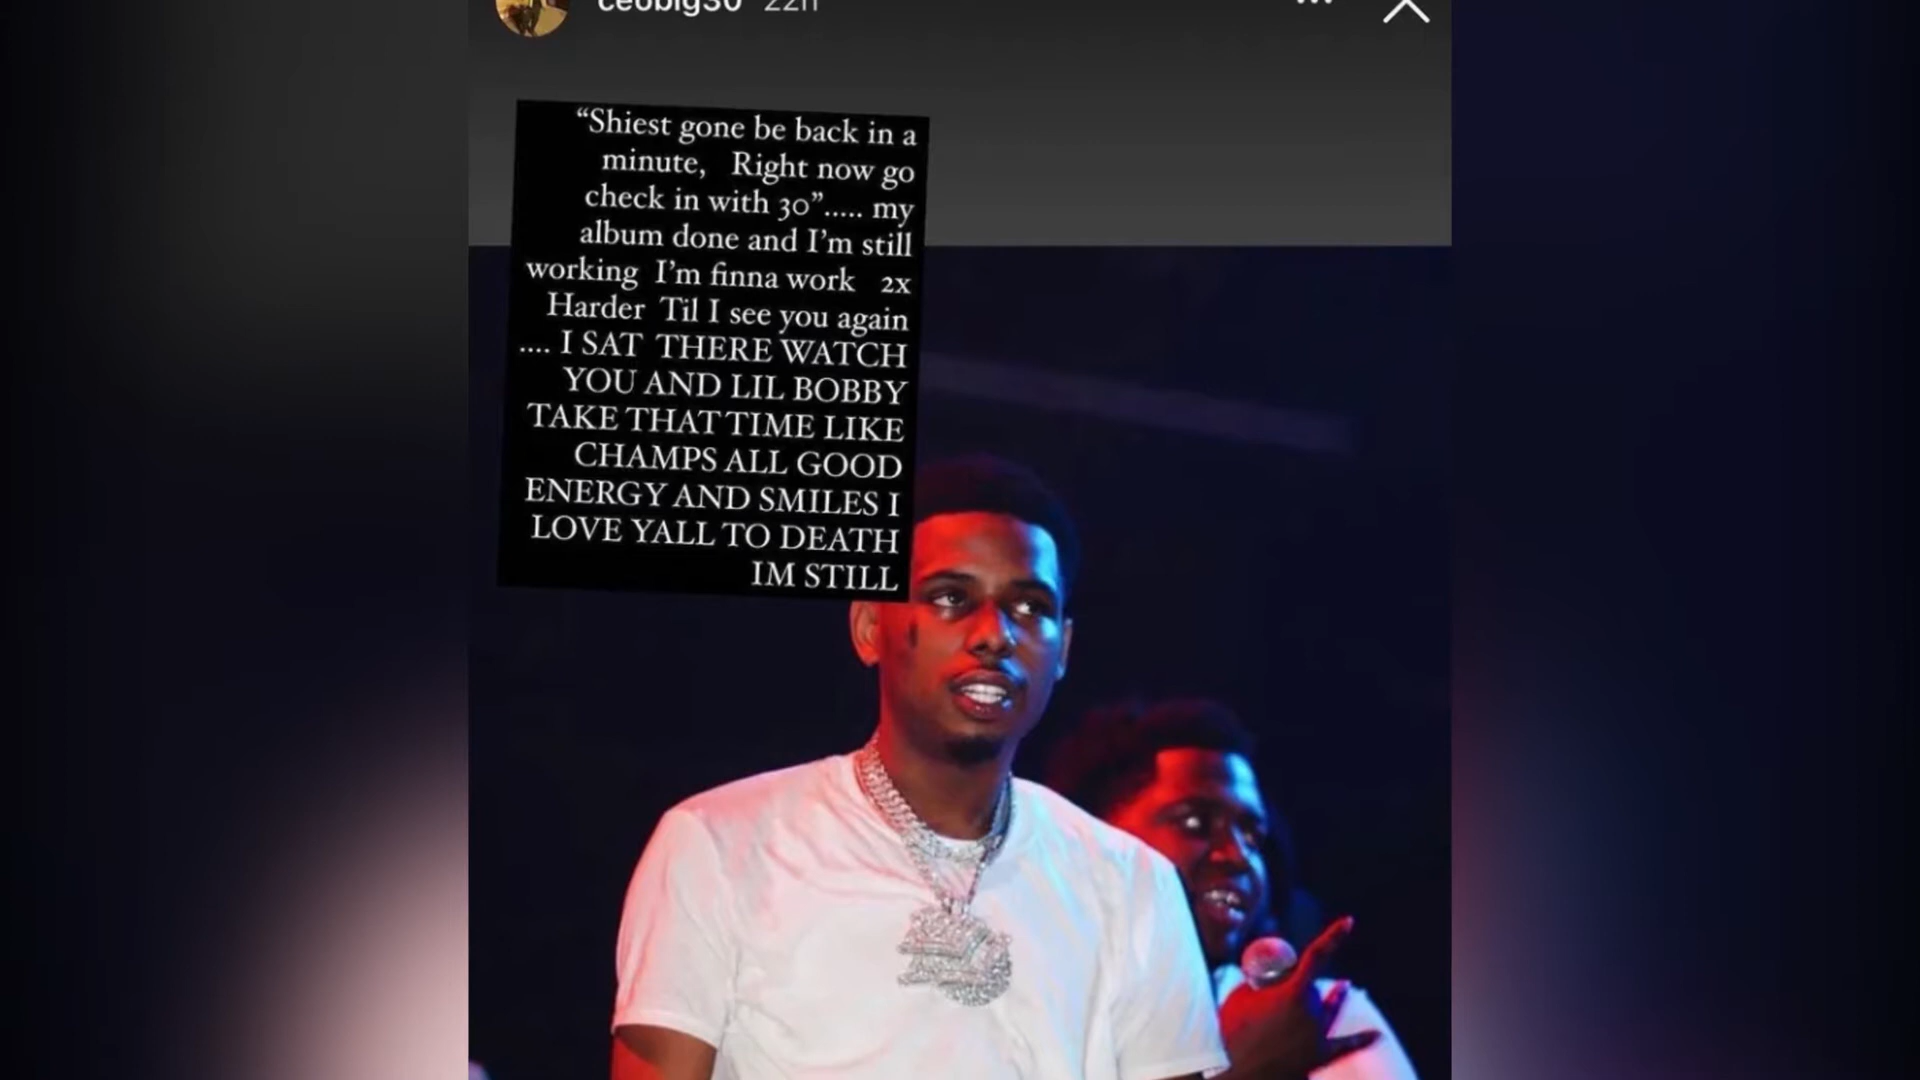 ceobig30 22h
“Shiest gone be back in a
minute, Right now go
check in with 30”..... my
album done and I’m still
working I’m finna work 2x
Harder Til I see you again
.... I SAT THERE WATCH
YOU AND LIL BOBBY
TAKE THAT TIME LIKE
CHAMPS ALL GOOD
ENERGY AND SMILES I
LOVE YALL TO DEATH
IM STILL